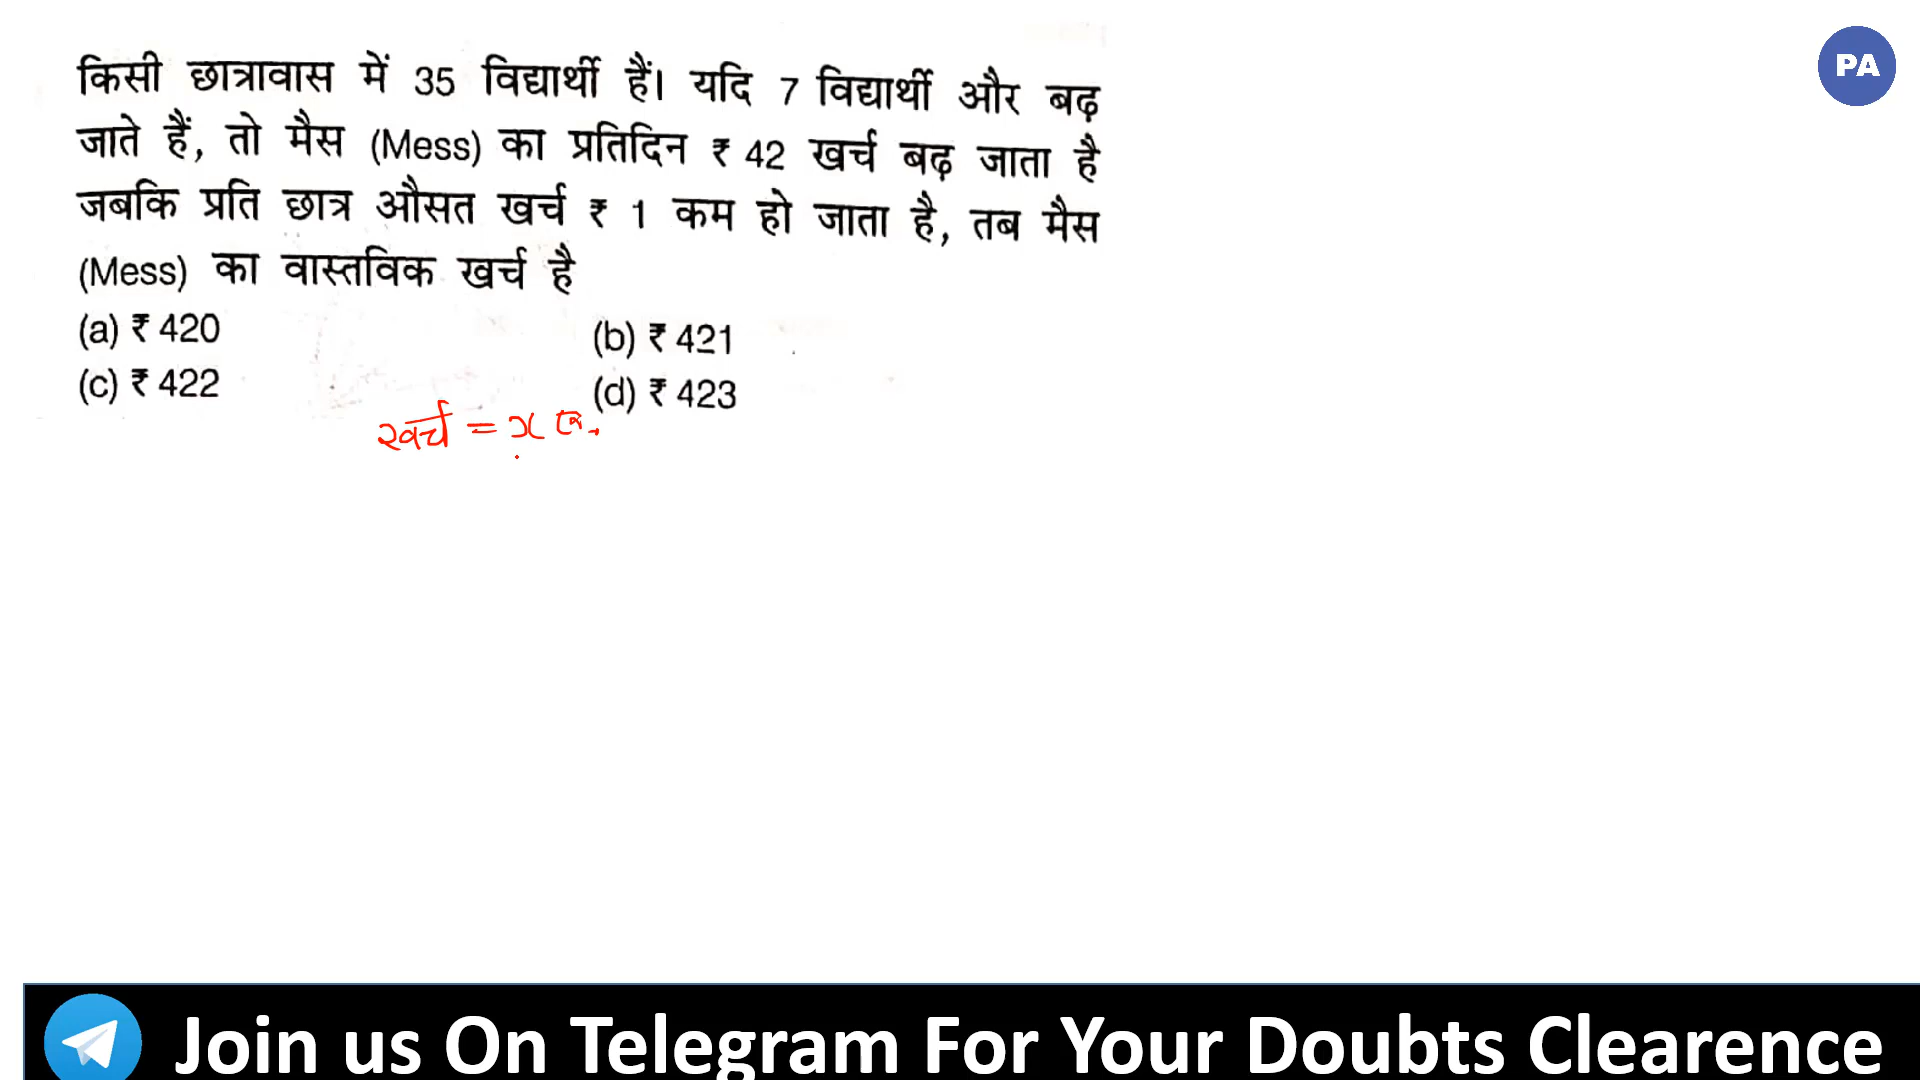 PA
किसी छात्रावास में 35 विद्यार्थी हैं। यदि 7 विद्यार्थी और बढ़
जाते हैं, तो मैस (Mess) का प्रतिदिन ₹ 42 खर्च बढ़ जाता है
जबकि प्रति छात्र औसत खर्च ₹ 1 कम हो जाता है, तब मैस
(Mess) का वास्तविक खर्च है
(a) ₹ 420 (b) ₹ 421
(c) ₹ 422 (d) ₹ 423
खर्च = x रु.
Join us On Telegram For Your Doubts Clearence